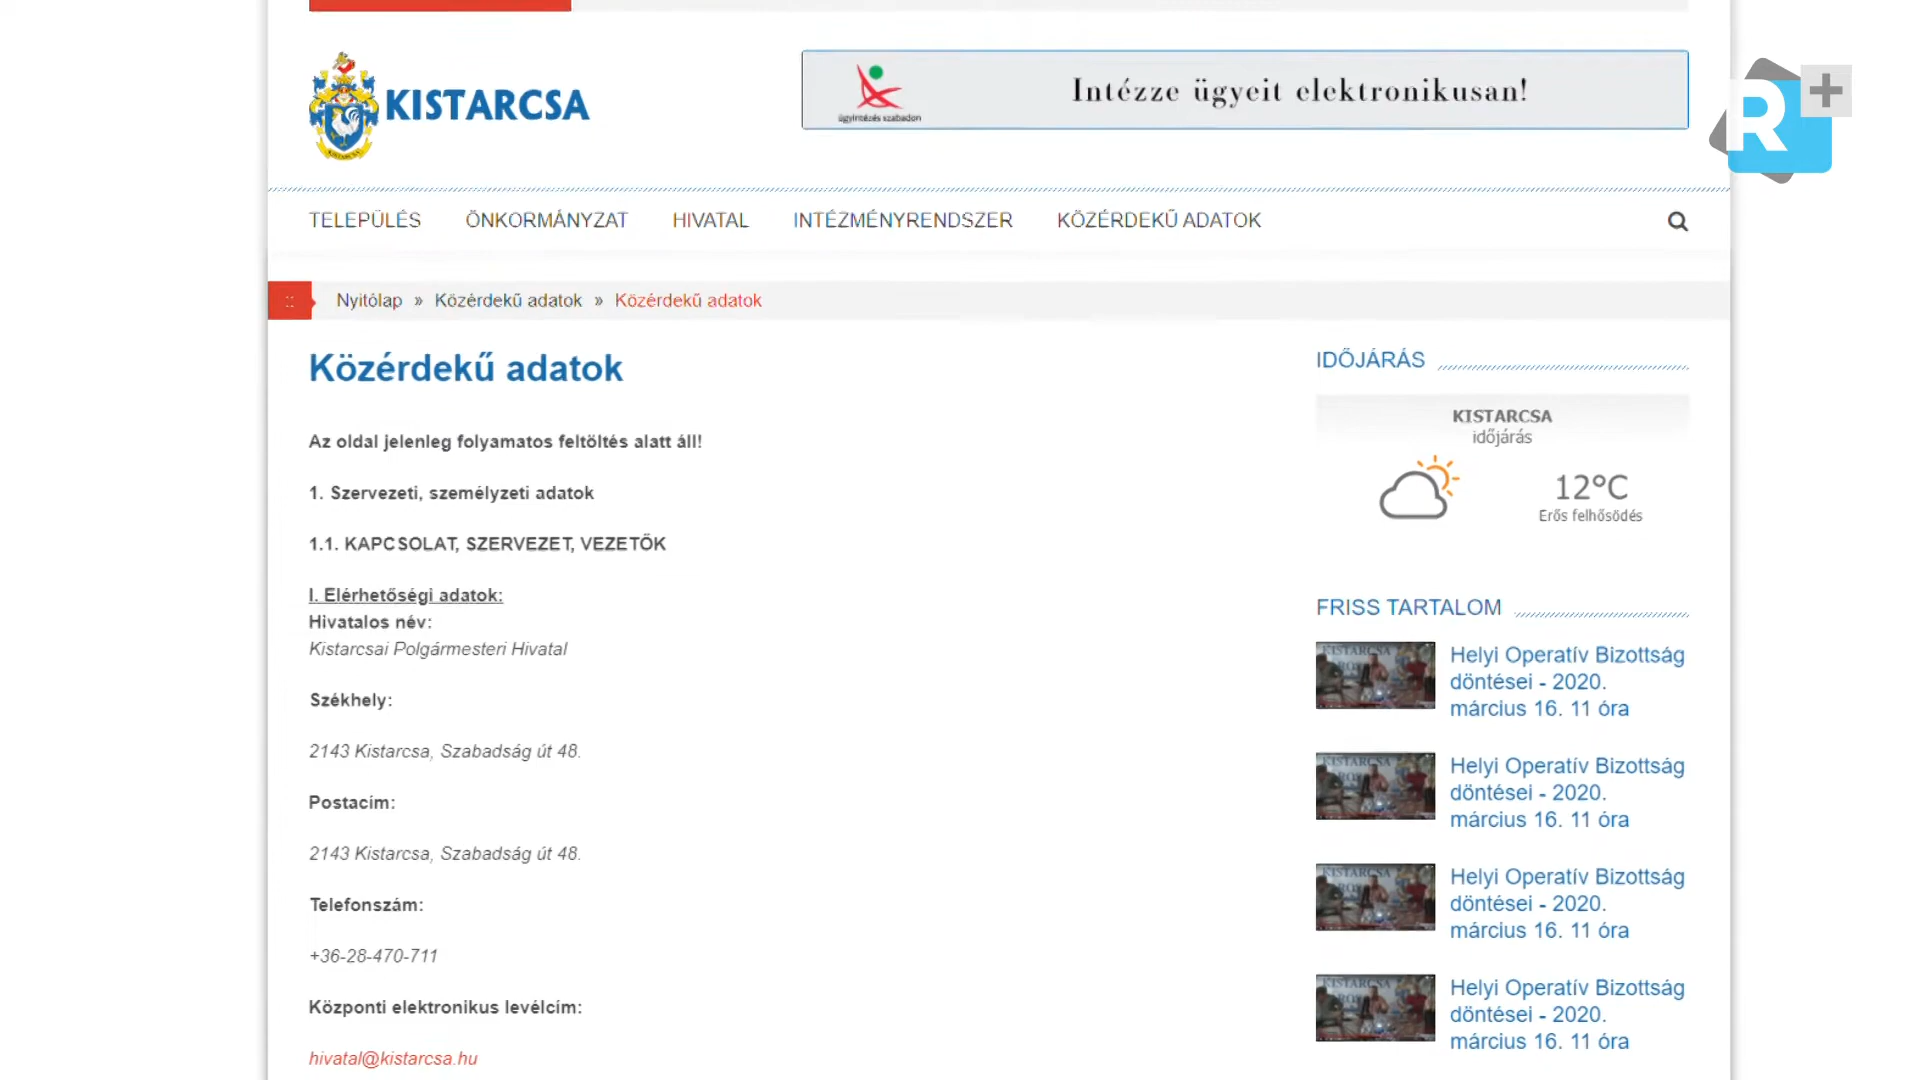 KISTARCSA
ügyintézés szabadon
Intézze ügyeit elektronikusan!
R+
TELEPÜLÉS ÖNKORMÁNYZAT HIVATAL INTÉZMÉNYRENDSZER KÖZÉRDEKŰ ADATOK
:: Nyitólap » Közérdekű adatok » Közérdekű adatok
Közérdekű adatok
Az oldal jelenleg folyamatos feltöltés alatt áll!
1. Szervezeti, személyzeti adatok
1.1. KAPCSOLAT, SZERVEZET, VEZETŐK
I. Elérhetőségi adatok:
Hivatalos név:
Kistarcsai Polgármesteri Hivatal
Székhely:
2143 Kistarcsa, Szabadság út 48.
Postacím:
2143 Kistarcsa, Szabadság út 48.
Telefonszám:
+36-28-470-711
Központi elektronikus levélcím:
hivatal@kistarcsa.hu
IDŐJÁRÁS
KISTARCSA
időjárás
12°C
Erős felhősödés
FRISS TARTALOM
Helyi Operatív Bizottság
döntései - 2020.
március 16. 11 óra
Helyi Operatív Bizottság
döntései - 2020.
március 16. 11 óra
Helyi Operatív Bizottság
döntései - 2020.
március 16. 11 óra
Helyi Operatív Bizottság
döntései - 2020.
március 16. 11 óra